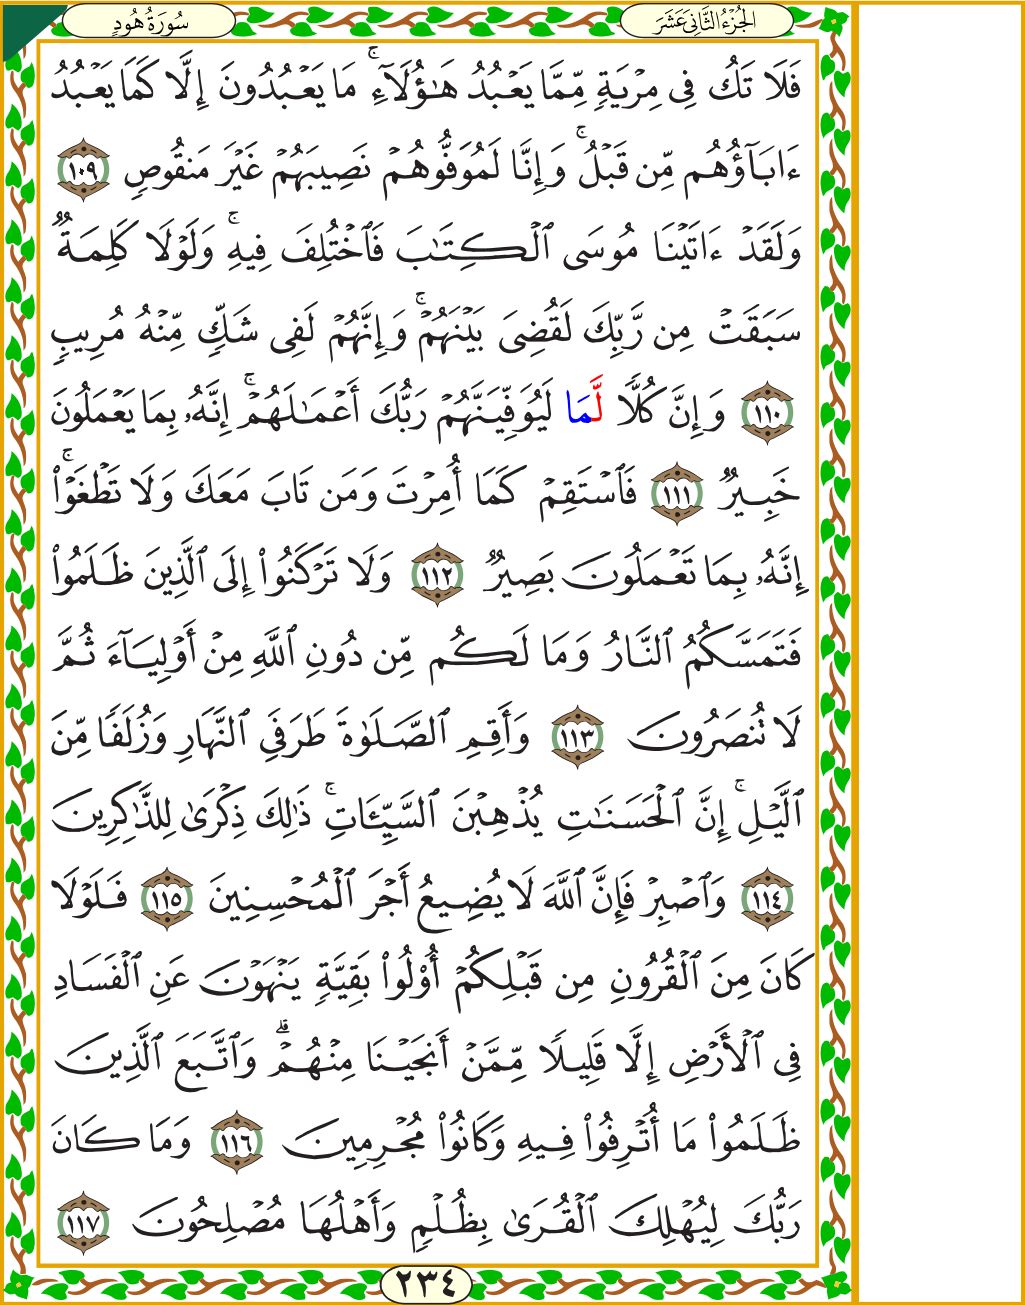 الجُزْءُ الثَّانِيَ عَشَرَ
سُورَةُ هُودٍ
فَلَا تَكُ فِى مِرْيَةٍ مِّمَّا يَعْبُدُ هَـٰٓؤُلَآءِ ۚ مَا يَعْبُدُونَ إِلَّا كَمَا يَعْبُدُ
ءَابَآؤُهُم مِّن قَبْلُ ۚ وَإِنَّا لَمُوَفُّوهُمْ نَصِيبَهُمْ غَيْرَ مَنقُوصٍ ١٠٩
وَلَقَدْ ءَاتَيْنَا مُوسَى ٱلْكِتَـٰبَ فَٱخْتُلِفَ فِيهِ ۚ وَلَوْلَا كَلِمَةٌ
سَبَقَتْ مِن رَّبِّكَ لَقُضِىَ بَيْنَهُمْ ۚ وَإِنَّهُمْ لَفِى شَكٍّ مِّنْهُ مُرِيبٍ
١١٠ وَإِنَّ كُلًّا لَّمَا لَيُوَفِّيَنَّهُمْ رَبُّكَ أَعْمَـٰلَهُمْ ۚ إِنَّهُۥ بِمَا يَعْمَلُونَ
خَبِيرٌ ١١١ فَٱسْتَقِمْ كَمَآ أُمِرْتَ وَمَن تَابَ مَعَكَ وَلَا تَطْغَوْا۟ ۚ
إِنَّهُۥ بِمَا تَعْمَلُونَ بَصِيرٌ ١١٢ وَلَا تَرْكَنُوٓا۟ إِلَى ٱلَّذِينَ ظَلَمُوا۟
فَتَمَسَّكُمُ ٱلنَّارُ وَمَا لَكُم مِّن دُونِ ٱللَّهِ مِنْ أَوْلِيَآءَ ثُمَّ
لَا تُنصَرُونَ ١١٣ وَأَقِمِ ٱلصَّلَوٰةَ طَرَفَىِ ٱلنَّهَارِ وَزُلَفًا مِّنَ
ٱلَّيْلِ ۚ إِنَّ ٱلْحَسَنَـٰتِ يُذْهِبْنَ ٱلسَّيِّـَٔاتِ ۚ ذَٰلِكَ ذِكْرَىٰ لِلذَّٰكِرِينَ
١١٤ وَٱصْبِرْ فَإِنَّ ٱللَّهَ لَا يُضِيعُ أَجْرَ ٱلْمُحْسِنِينَ ١١٥ فَلَوْلَا
كَانَ مِنَ ٱلْقُرُونِ مِن قَبْلِكُمْ أُو۟لُوا۟ بَقِيَّةٍ يَنْهَوْنَ عَنِ ٱلْفَسَادِ
فِى ٱلْأَرْضِ إِلَّا قَلِيلًا مِّمَّنْ أَنجَيْنَا مِنْهُمْ ۗ وَٱتَّبَعَ ٱلَّذِينَ
ظَلَمُوا۟ مَآ أُتْرِفُوا۟ فِيهِ وَكَانُوا۟ مُجْرِمِينَ ١١٦ وَمَا كَانَ
رَبُّكَ لِيُهْلِكَ ٱلْقُرَىٰ بِظُلْمٍ وَأَهْلُهَا مُصْلِحُونَ ١١٧
٢٣٤